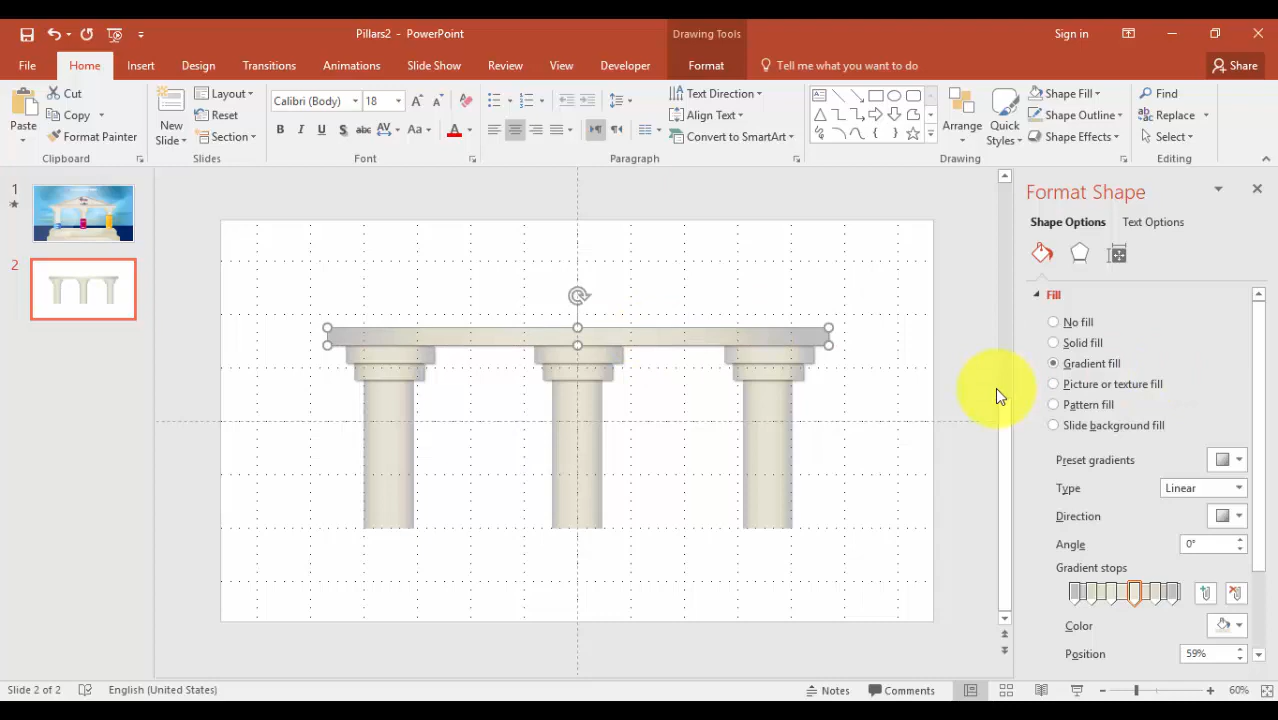 Pillars2 - PowerPoint
Drawing Tools
Sign in
File
Home
Insert
Design
Transitions
Animations
Slide Show
Review
View
Developer
Format
Tell me what you want to do
Share
Paste
Cut
Copy
Format Painter
Clipboard
New Slide
Layout
Reset
Section
Slides
Calibri (Body)
18
B I U S abc AV Aa A
Font
Text Direction
Align Text
Convert to SmartArt
Paragraph
Arrange
Quick Styles
Shape Fill
Shape Outline
Shape Effects
Drawing
Find
Replace
Select
Editing
1
2
Format Shape
Shape Options
Text Options
Fill
No fill
Solid fill
Gradient fill
Picture or texture fill
Pattern fill
Slide background fill
Preset gradients
Type
Linear
Direction
Angle
0°
Gradient stops
Color
Position
59%
Slide 2 of 2
English (United States)
Notes
Comments
60%